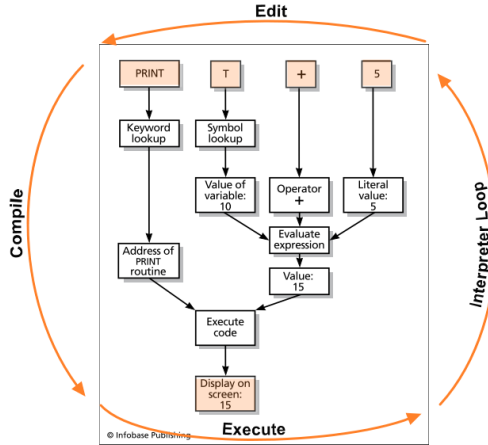 Edit
PRINT
T
+
5
Keyword
lookup
Symbol
lookup
Value of
variable:
10
Operator
+
Literal
value:
5
Evaluate
expression
Address of
PRINT
routine
Value:
15
Execute
code
Display on
screen:
15
Compile
Interpreter Loop
Execute
© Infobase Publishing